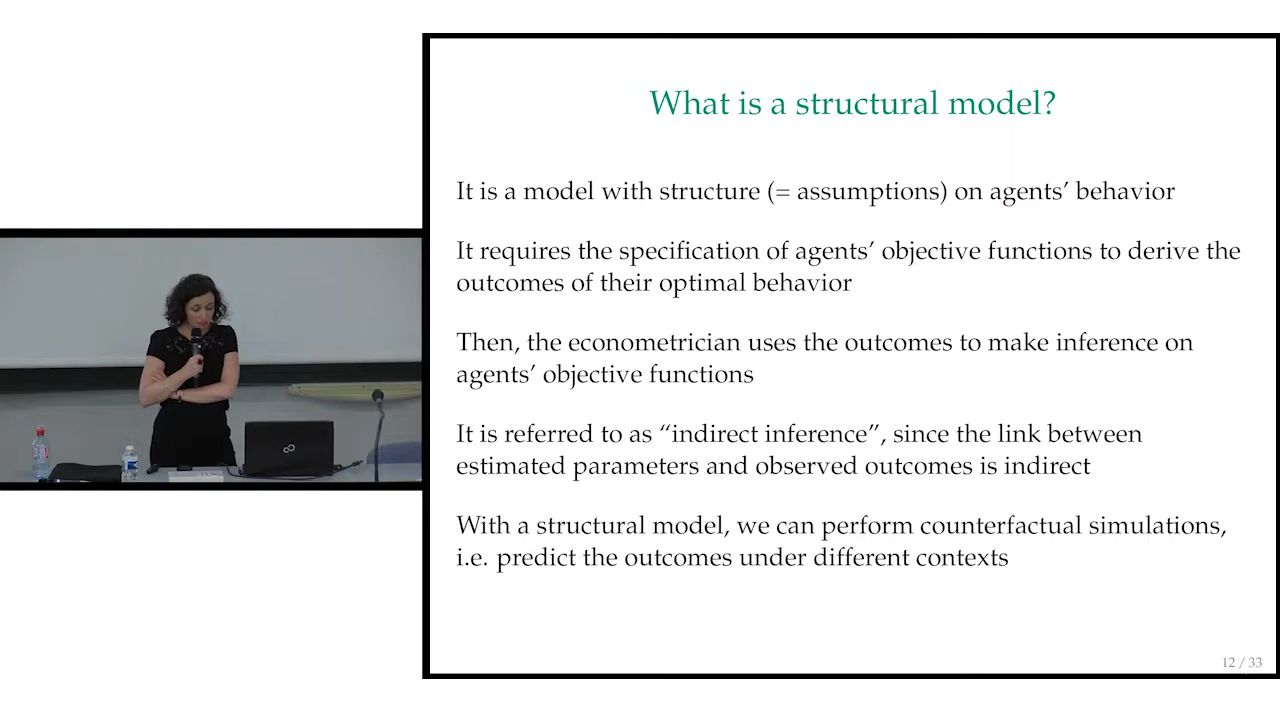 What is a structural model?
It is a model with structure (= assumptions) on agents’ behavior
It requires the specification of agents’ objective functions to derive the
outcomes of their optimal behavior
Then, the econometrician uses the outcomes to make inference on
agents’ objective functions
It is referred to as “indirect inference”, since the link between
estimated parameters and observed outcomes is indirect
With a structural model, we can perform counterfactual simulations,
i.e. predict the outcomes under different contexts
12 / 33